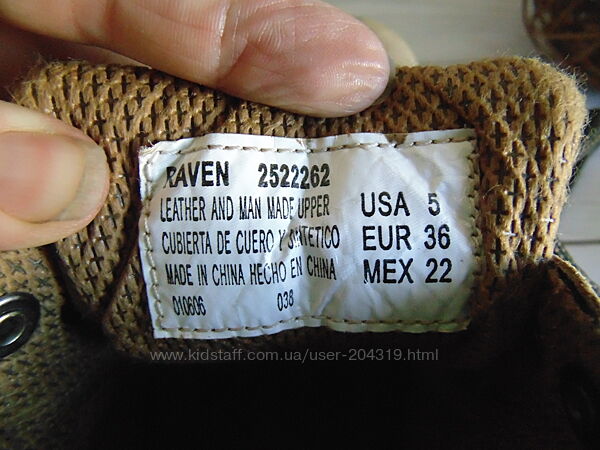 RAVEN 2522262
LEATHER AND MAN MADE UPPER
CUBIERTA DE CUERO Y SINTETICO
MADE IN CHINA HECHO EN CHINA
010606 038
USA 5
EUR 36
MEX 22
www.kidstaff.com.ua/user-204319.html